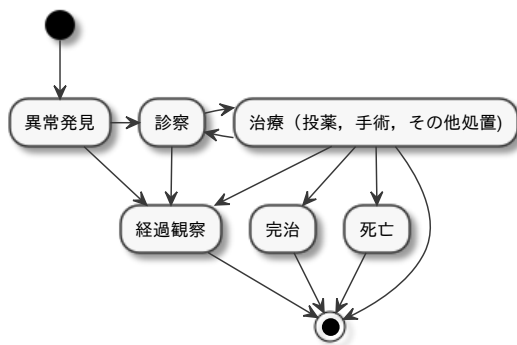 異常発見
診察
治療（投薬，手術，その他処置)
経過観察
完治
死亡